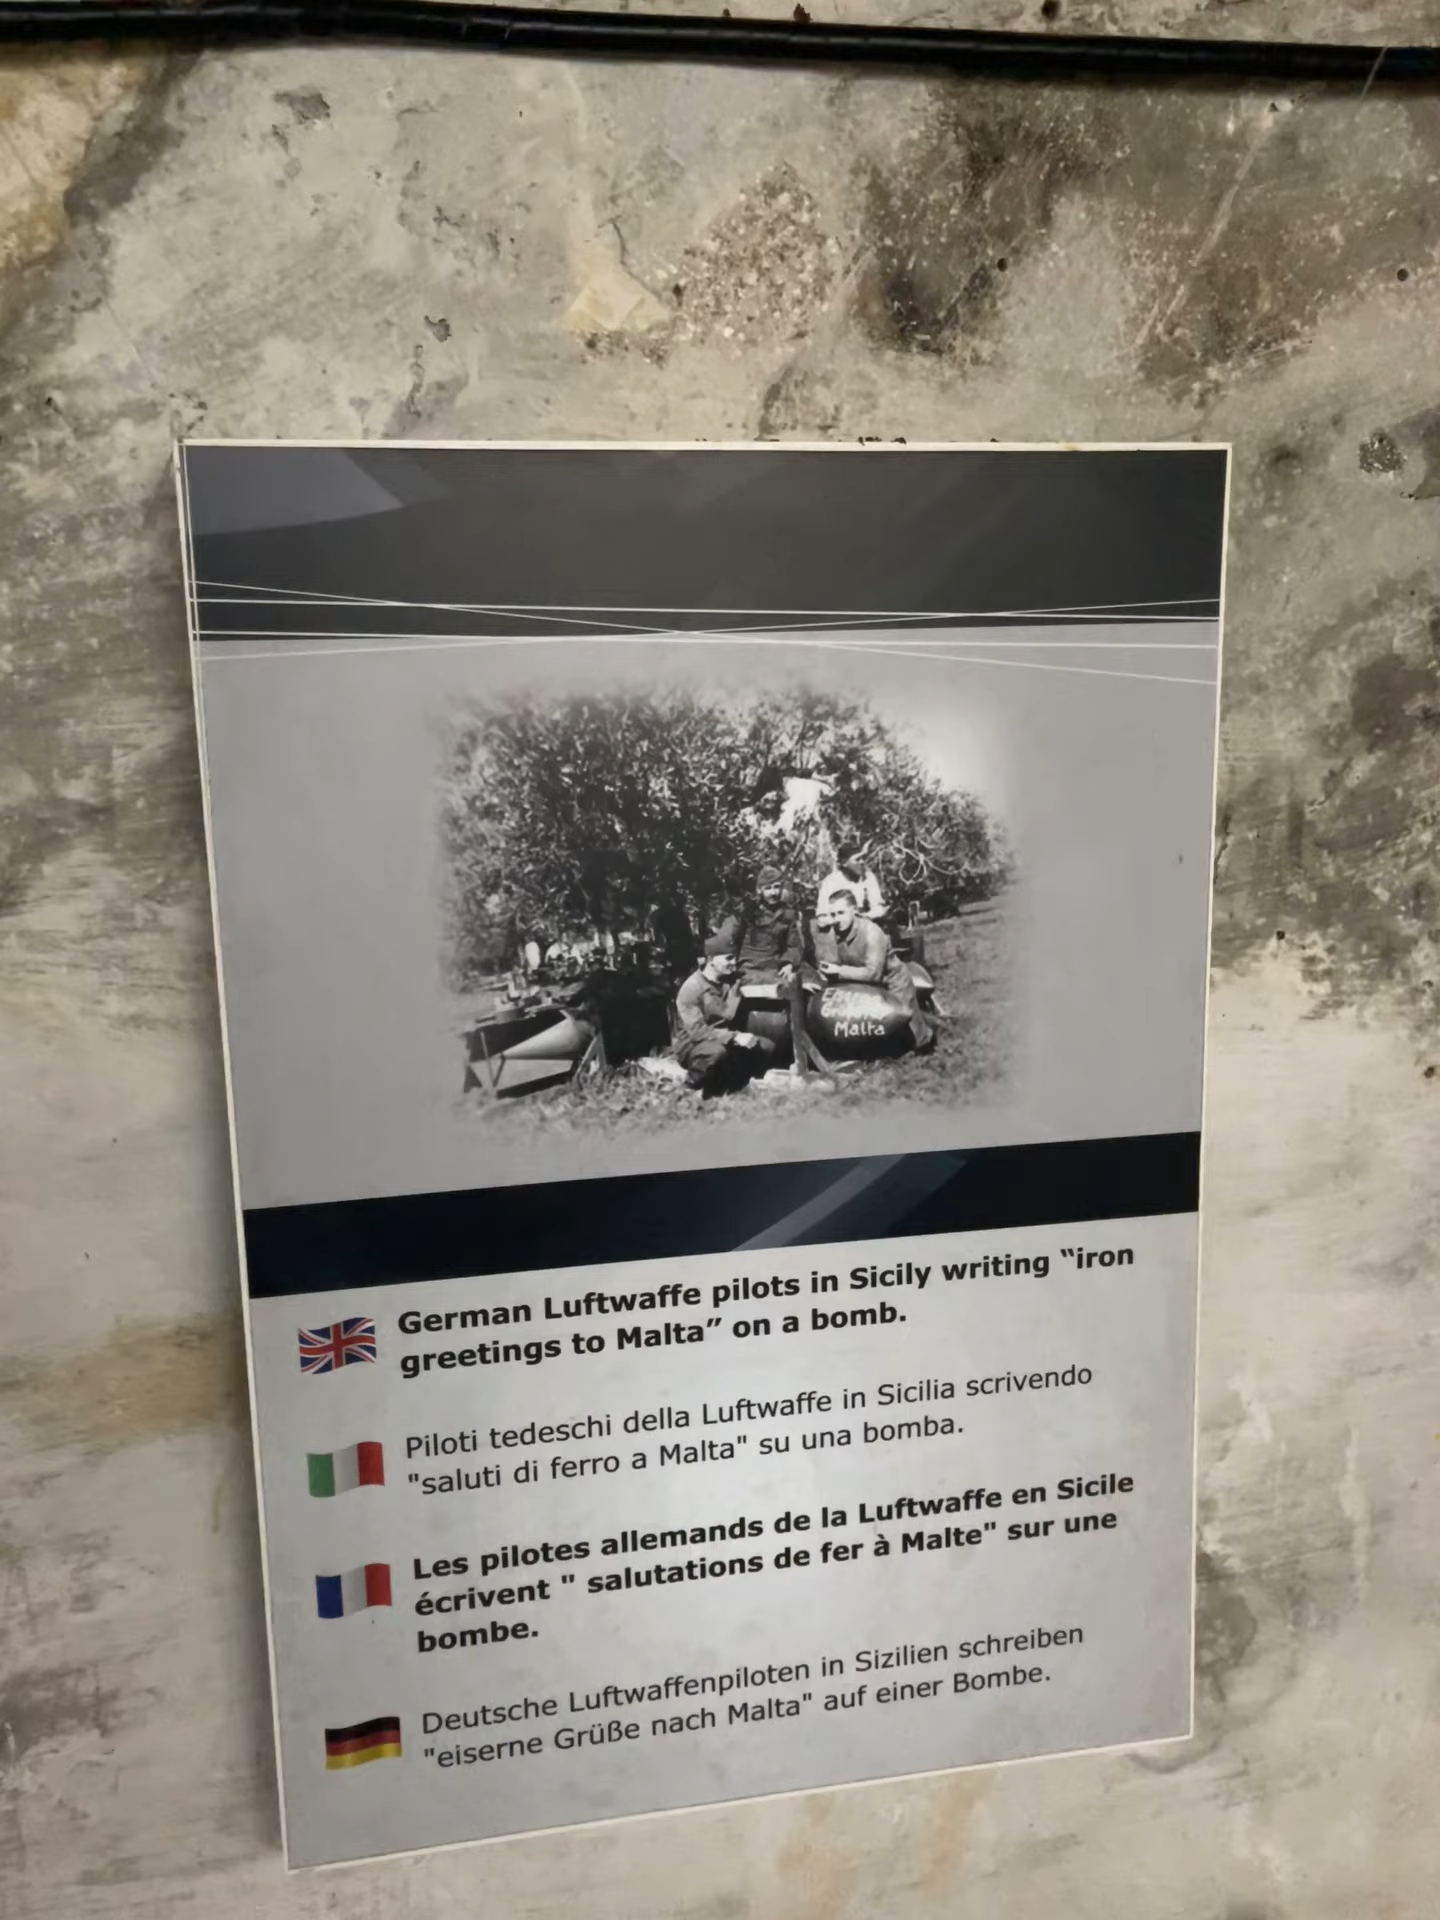 Malta
German Luftwaffe pilots in Sicily writing “iron
greetings to Malta” on a bomb.
Piloti tedeschi della Luftwaffe in Sicilia scrivendo
"saluti di ferro a Malta" su una bomba.
Les pilotes allemands de la Luftwaffe en Sicile
écrivent " salutations de fer à Malte" sur une
bombe.
Deutsche Luftwaffenpiloten in Sizilien schreiben
"eiserne Grüße nach Malta" auf einer Bombe.